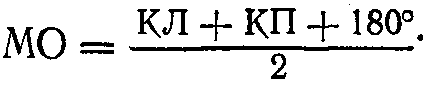 МО = (КЛ + КП + 180°) / 2.